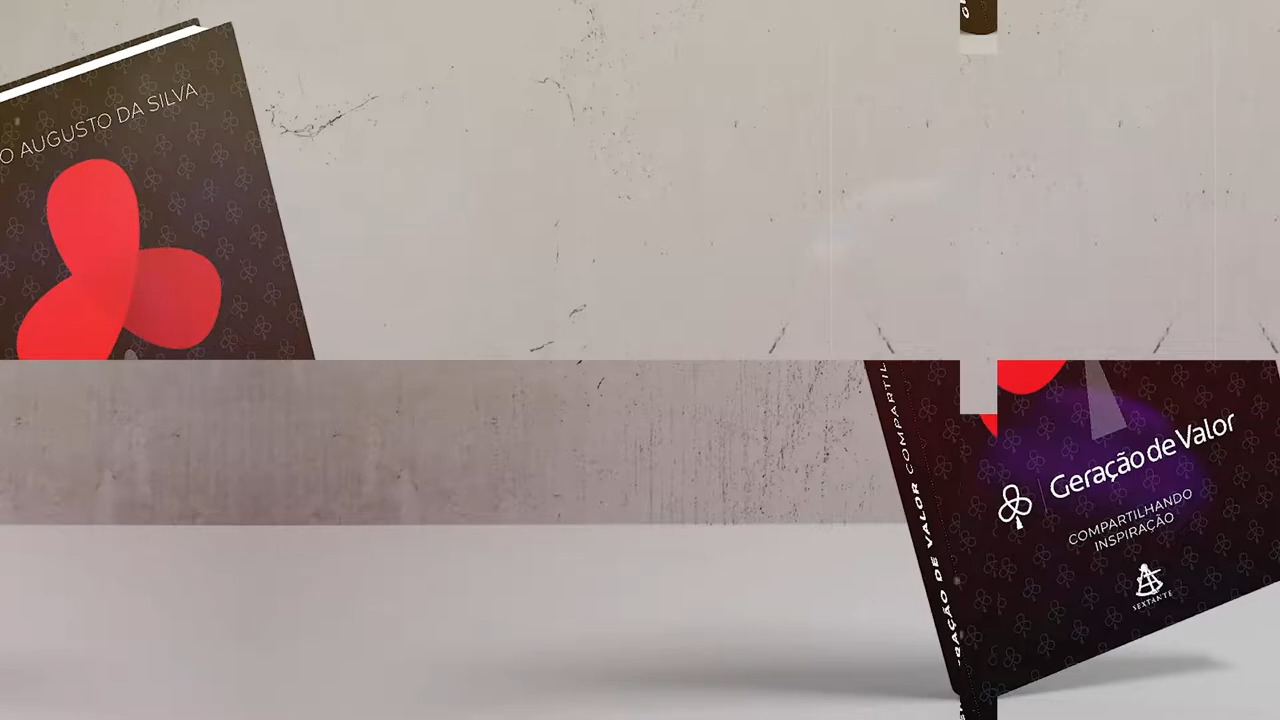 O AUGUSTO DA SILVA
GERAÇÃO DE VALOR COMPARTIL
Geração de Valor
COMPARTILHANDO
INSPIRAÇÃO
SEXTANTE